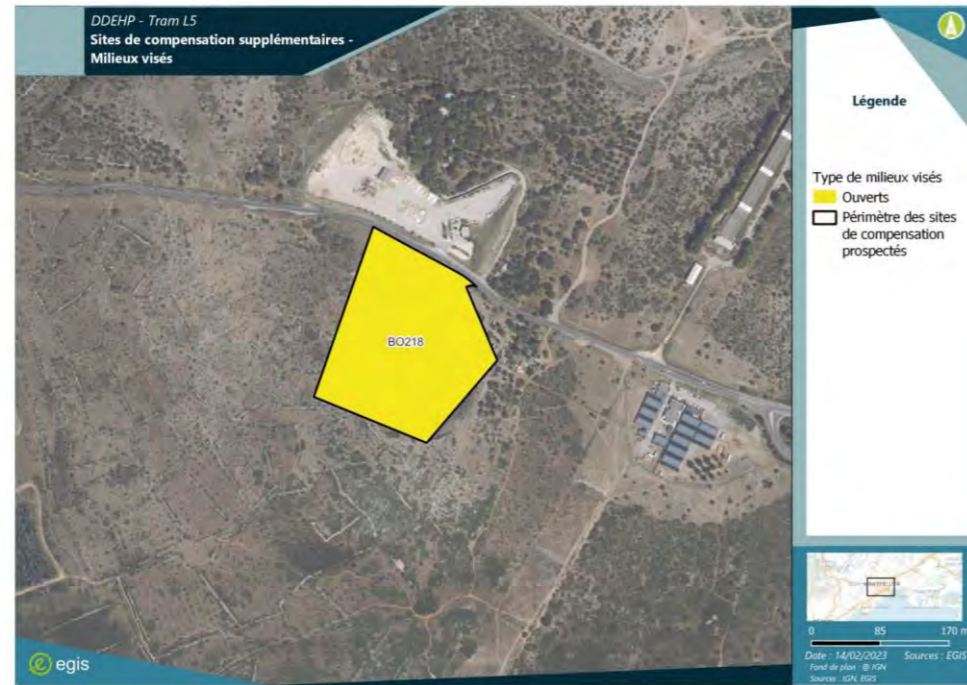 DDEHP - Tram L5
Sites de compensation supplémentaires -
Milieux visés
BO218
Légende
Type de milieux visés
Ouverts
Périmètre des sites
de compensation
prospectés
0 85 170 m
Date : 14/02/2023 Sources : EGIS
Fond de plan : @ IGN
Sources : IGN, EGIS
egis